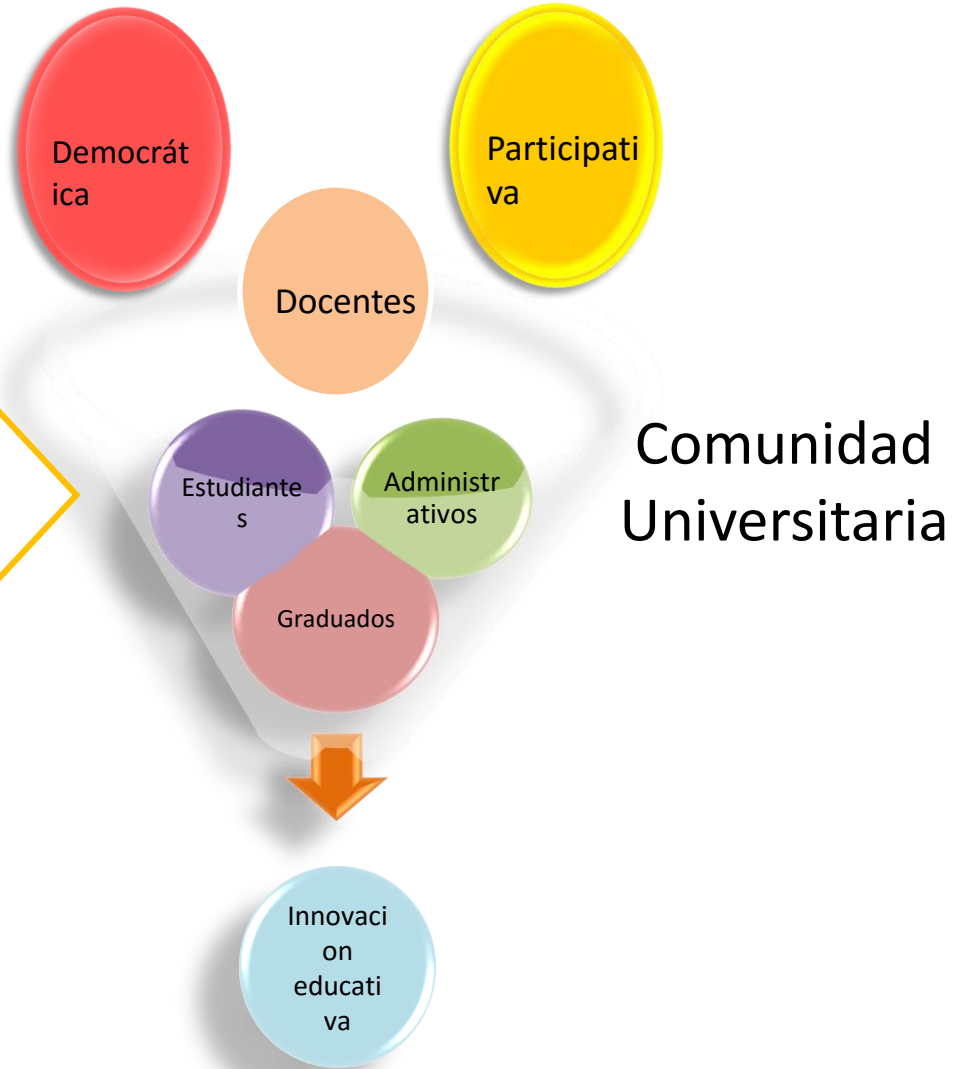 Democrát
ica
Participati
va
Docentes
Estudiante
s
Administr
ativos
Comunidad
Universitaria
Graduados
Innovaci
on
educati
va